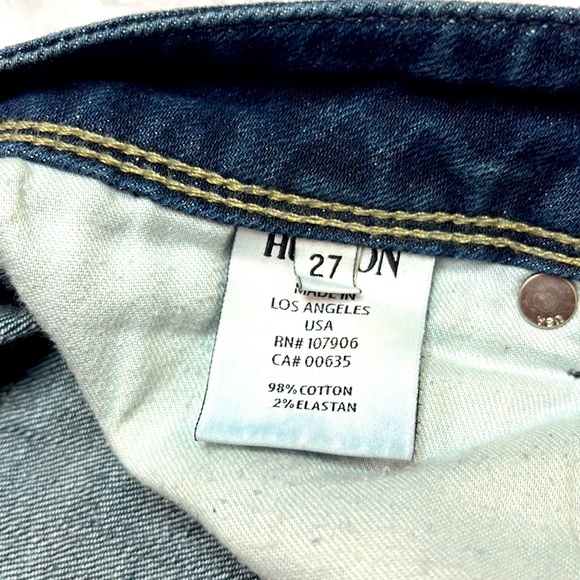 27
MADE IN
LOS ANGELES
USA
RN# 107906
CA# 00635
98% COTTON
2% ELASTAN